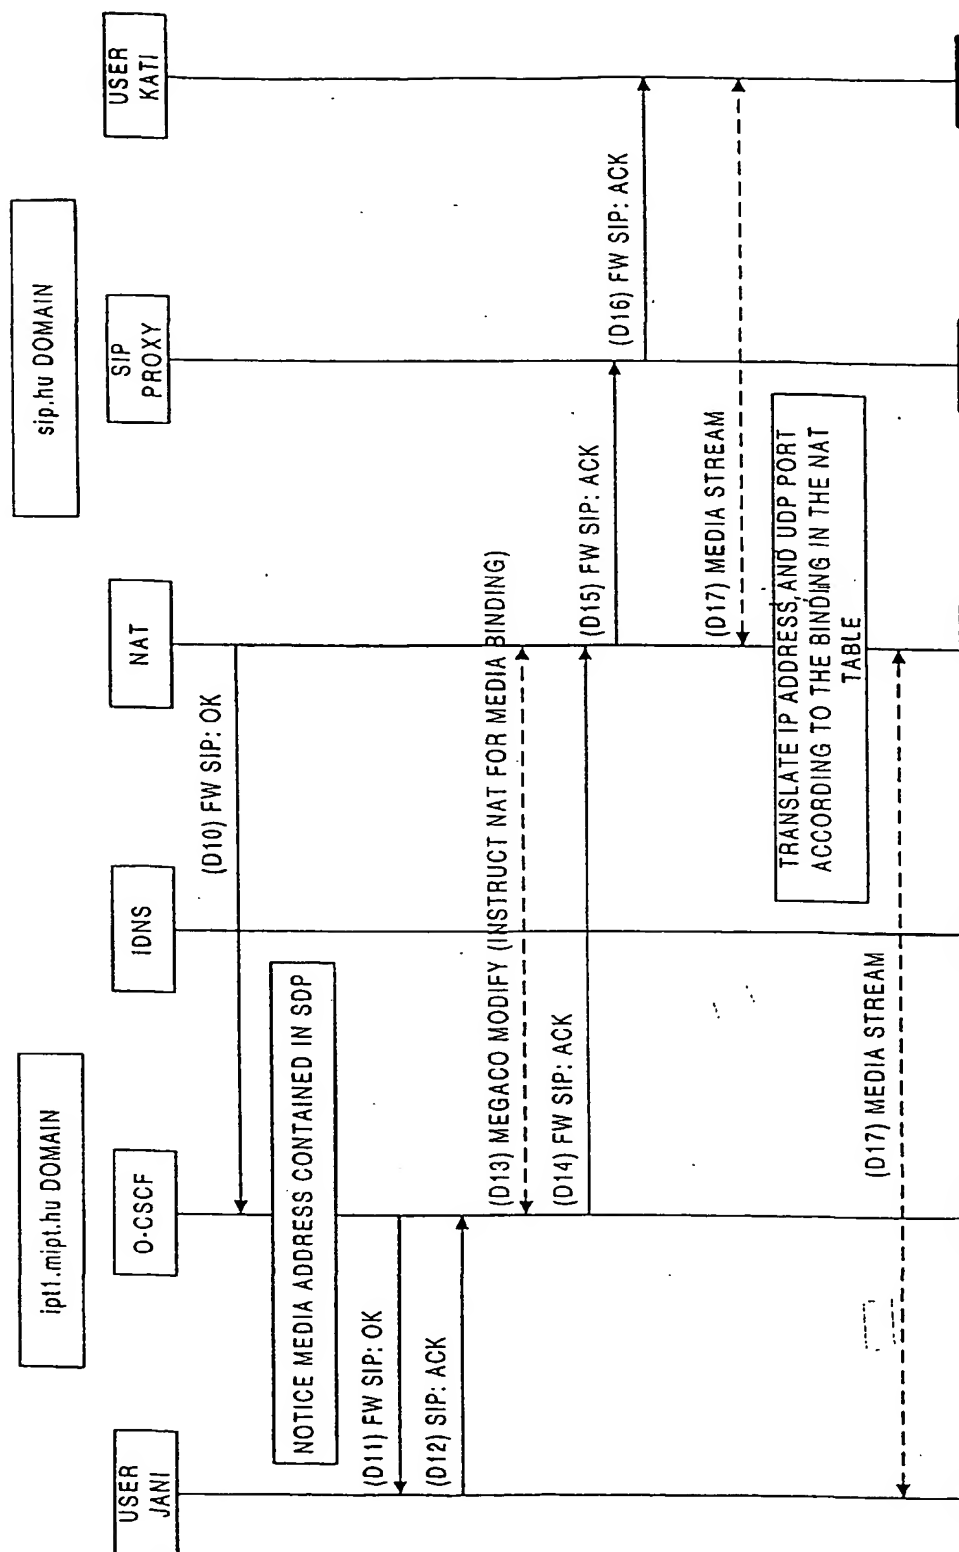 ipt1.mipt.hu DOMAIN
sip.hu DOMAIN
USER
JANI
O-CSCF
IDNS
NAT
SIP
PROXY
USER
KATI
(D10) FW SIP: OK
NOTICE MEDIA ADDRESS CONTAINED IN SDP
(D11) FW SIP: OK
(D12) SIP: ACK
(D13) MEGACO MODIFY (INSTRUCT NAT FOR MEDIA BINDING)
(D14) FW SIP: ACK
(D15) FW SIP: ACK
(D16) FW SIP: ACK
(D17) MEDIA STREAM
TRANSLATE IP ADDRESS AND UDP PORT
ACCORDING TO THE BINDING IN THE NAT
TABLE
(D17) MEDIA STREAM